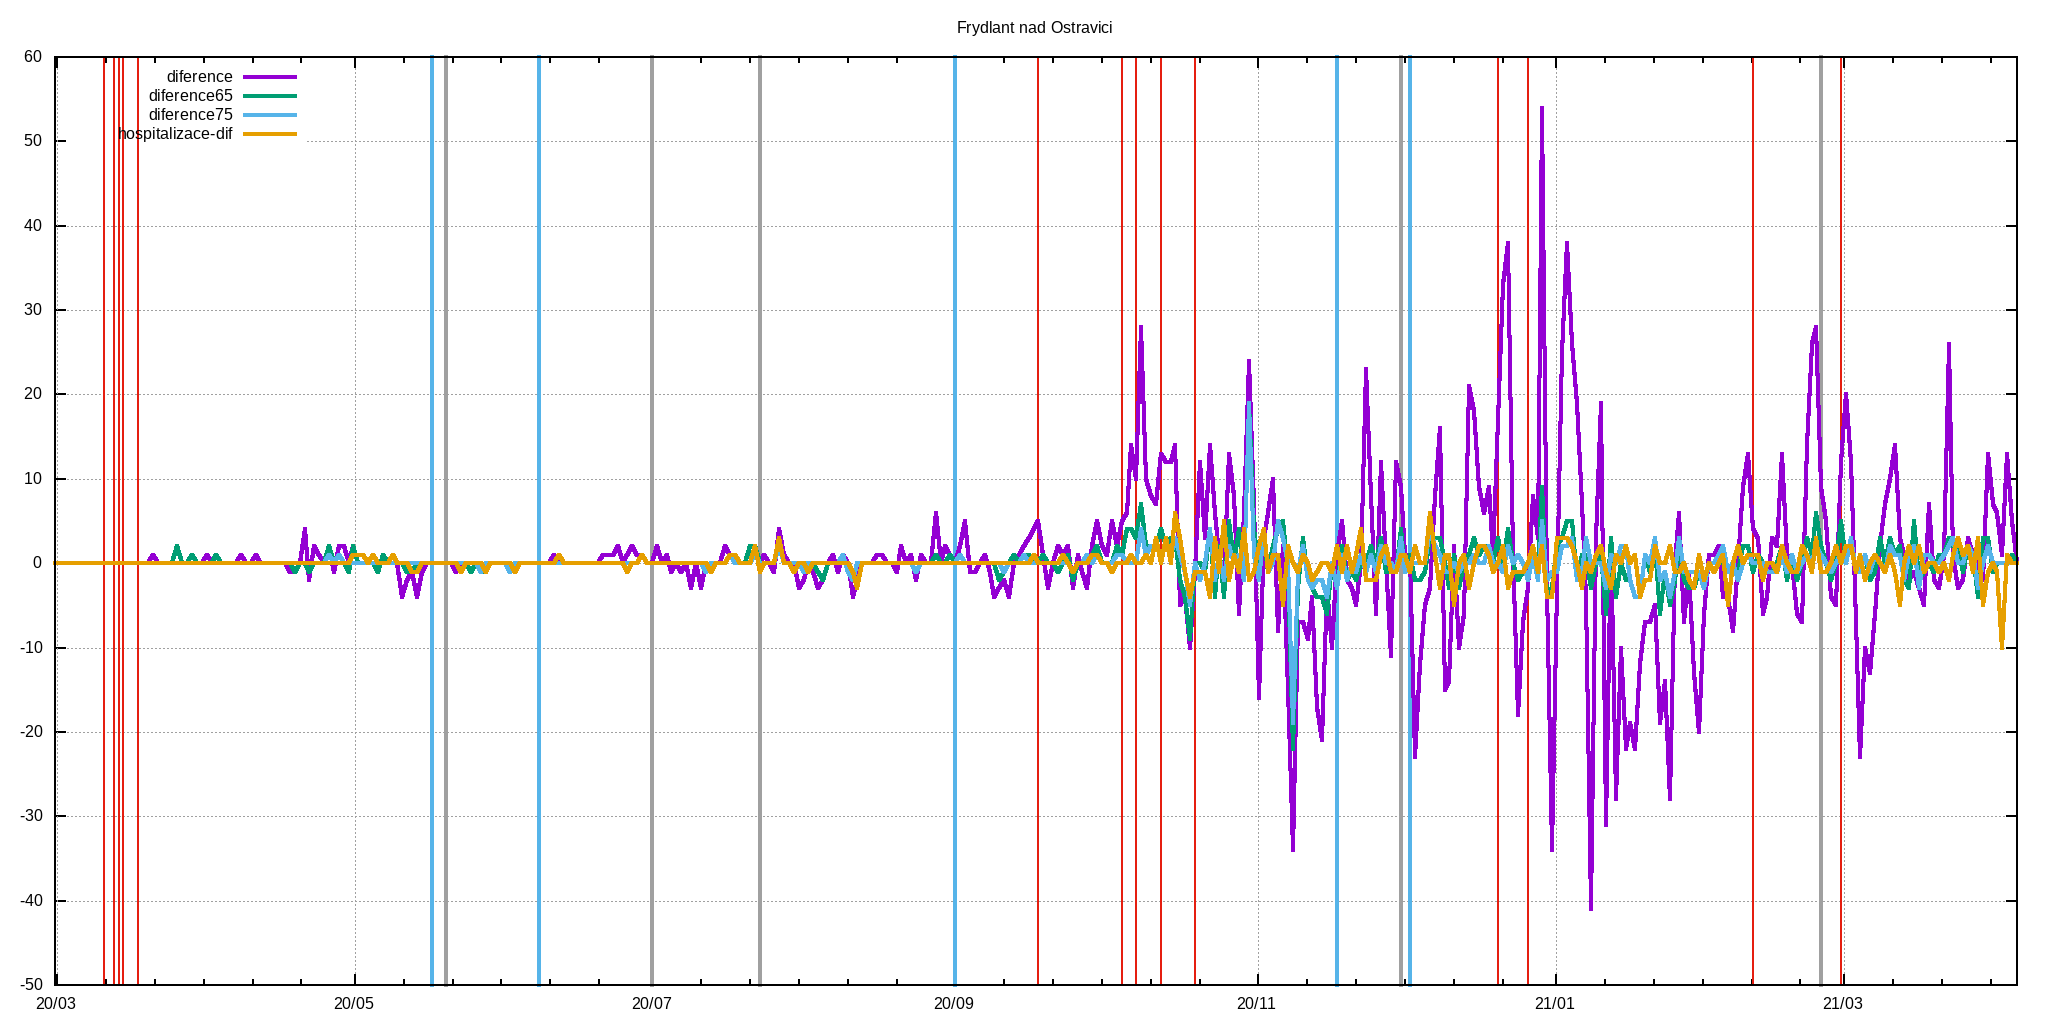 Frydlant nad Ostravici
60
50
40
30
20
10
0
-10
-20
-30
-40
-50
diference
diference65
diference75
hospitalizace-dif
20/03 20/05 20/07 20/09 20/11 21/01 21/03